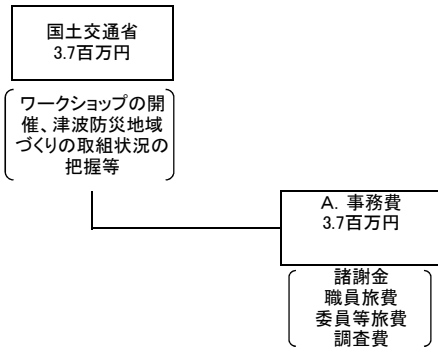 国土交通省
3.7百万円
ワークショップの開
催、津波防災地域
づくりの取組状況の
把握等
A. 事務費
3.7百万円
諸謝金
職員旅費
委員等旅費
調査費